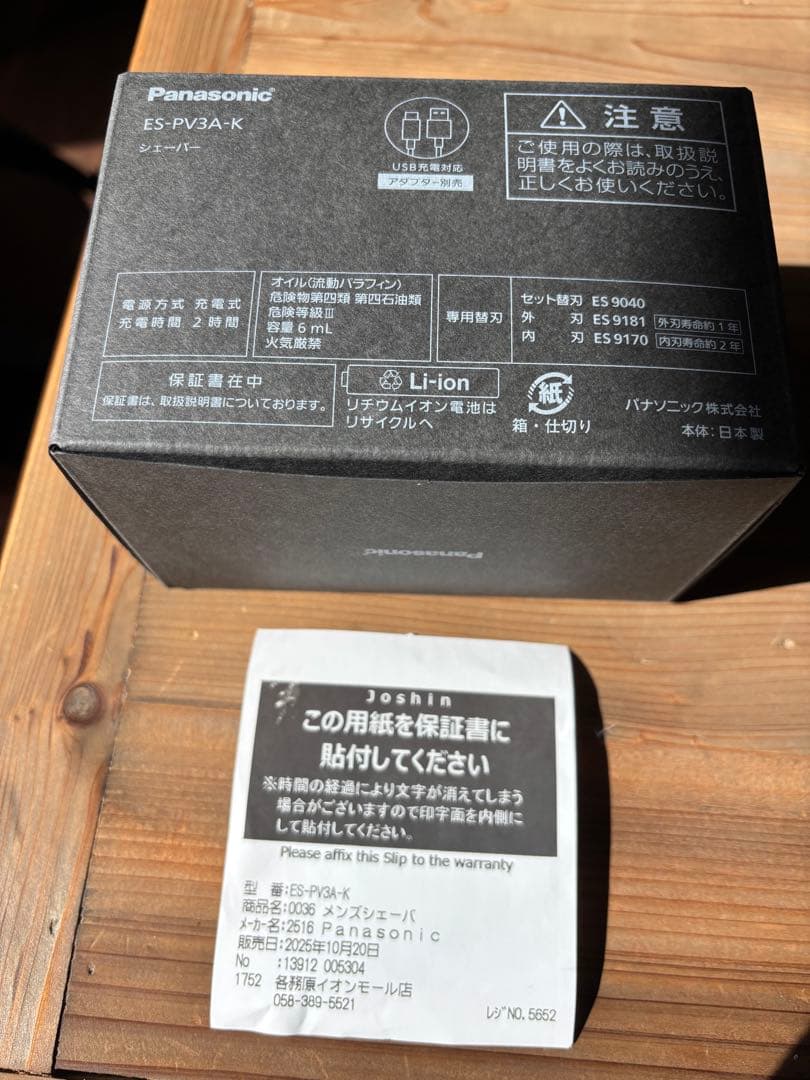 Panasonic
ES-PV3A-K
シェーバー
USB充電対応
アダプター別売
注意
ご使用の際は、取扱説
明書をよくお読みのうえ、
正しくお使いください。
電源方式 充電式
充電時間 2時間
オイル(流動パラフィン)
危険物第四類 第四石油類
危険等級Ⅲ
容量6mL
火気厳禁
専用替刃
セット替刃 ES9040
外 刃 ES9181 外刃寿命約1年
内 刃 ES9170 内刃寿命約2年
保証書在中
保証書は、取扱説明書についております。
Li-ion
リチウムイオン電池は
リサイクルへ
紙
箱・仕切り
パナソニック株式会社
本体:日本製
Panasonic
Joshin
この用紙を保証書に
貼付してください
※時間の経過により文字が消えてしまう
場合がございますので印字面を内側に
して貼付してください。
Please affix this Slip to the warranty
型 番:ES-PV3A-K
商品名:0036 メンズシェーバ
メーカー名:2516 Panasonic
販売日:2025年10月20日
No :13912 005304
1752 各務原イオンモール店
058-389-5521
レジNO.5652